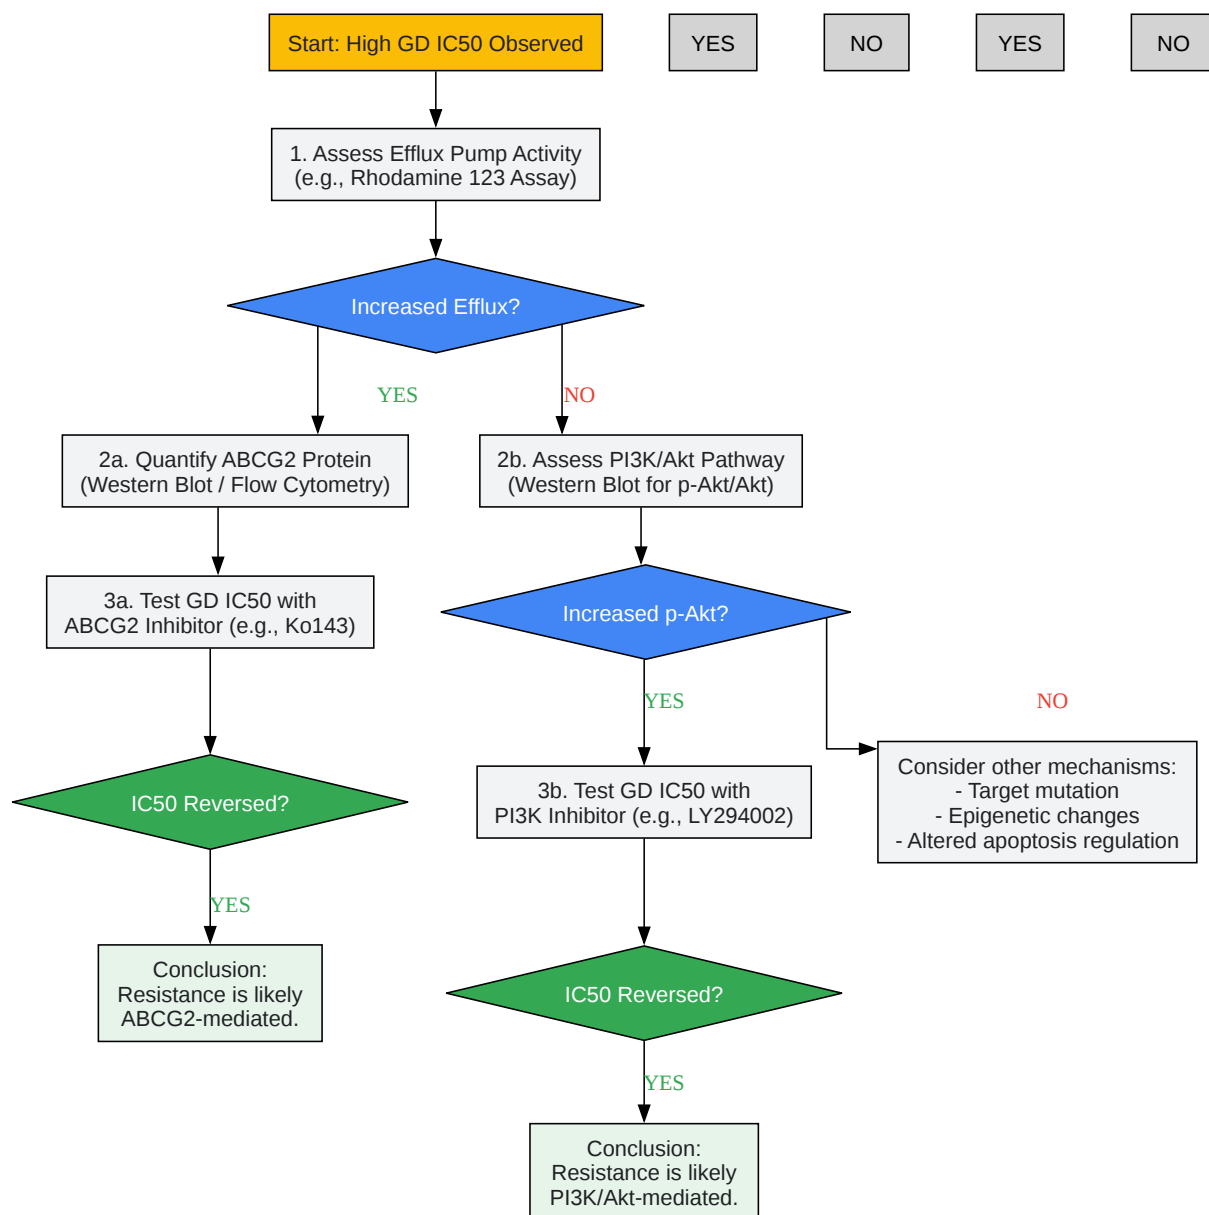 Start: High GD IC50 Observed
YES
NO
YES
NO
1. Assess Efflux Pump Activity
(e.g., Rhodamine 123 Assay)
Increased Efflux?
YES
NO
2a. Quantify ABCG2 Protein
(Western Blot / Flow Cytometry)
2b. Assess PI3K/Akt Pathway
(Western Blot for p-Akt/Akt)
3a. Test GD IC50 with
ABCG2 Inhibitor (e.g., Ko143)
Increased p-Akt?
YES
NO
IC50 Reversed?
3b. Test GD IC50 with
PI3K Inhibitor (e.g., LY294002)
Consider other mechanisms:
- Target mutation
- Epigenetic changes
- Altered apoptosis regulation
YES
Conclusion:
Resistance is likely
ABCG2-mediated.
IC50 Reversed?
YES
Conclusion:
Resistance is likely
PI3K/Akt-mediated.